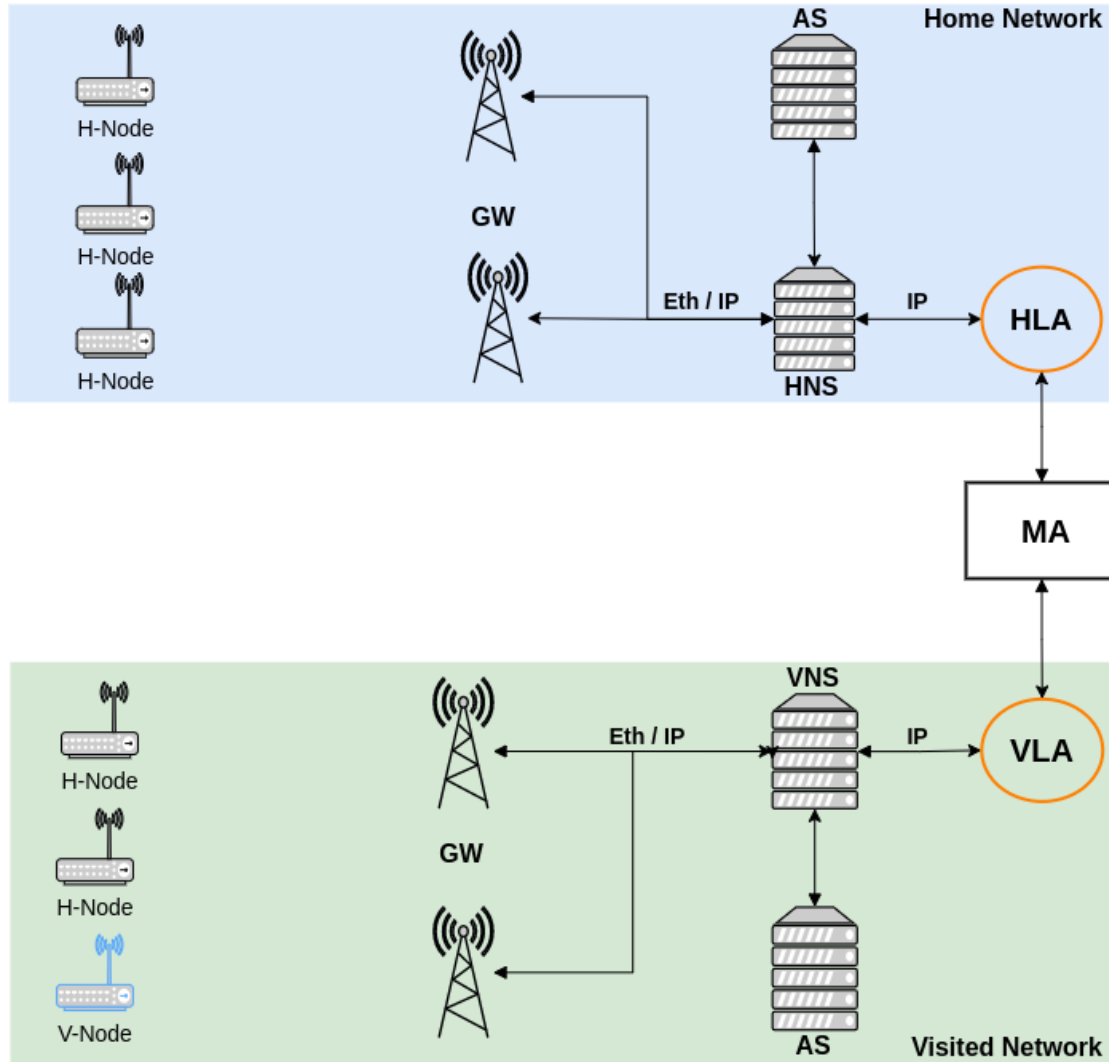 AS
Home Network
H-Node
H-Node
GW
H-Node
Eth / IP
IP
HLA
HNS
MA
VNS
H-Node
Eth / IP
IP
VLA
GW
H-Node
V-Node
AS
Visited Network